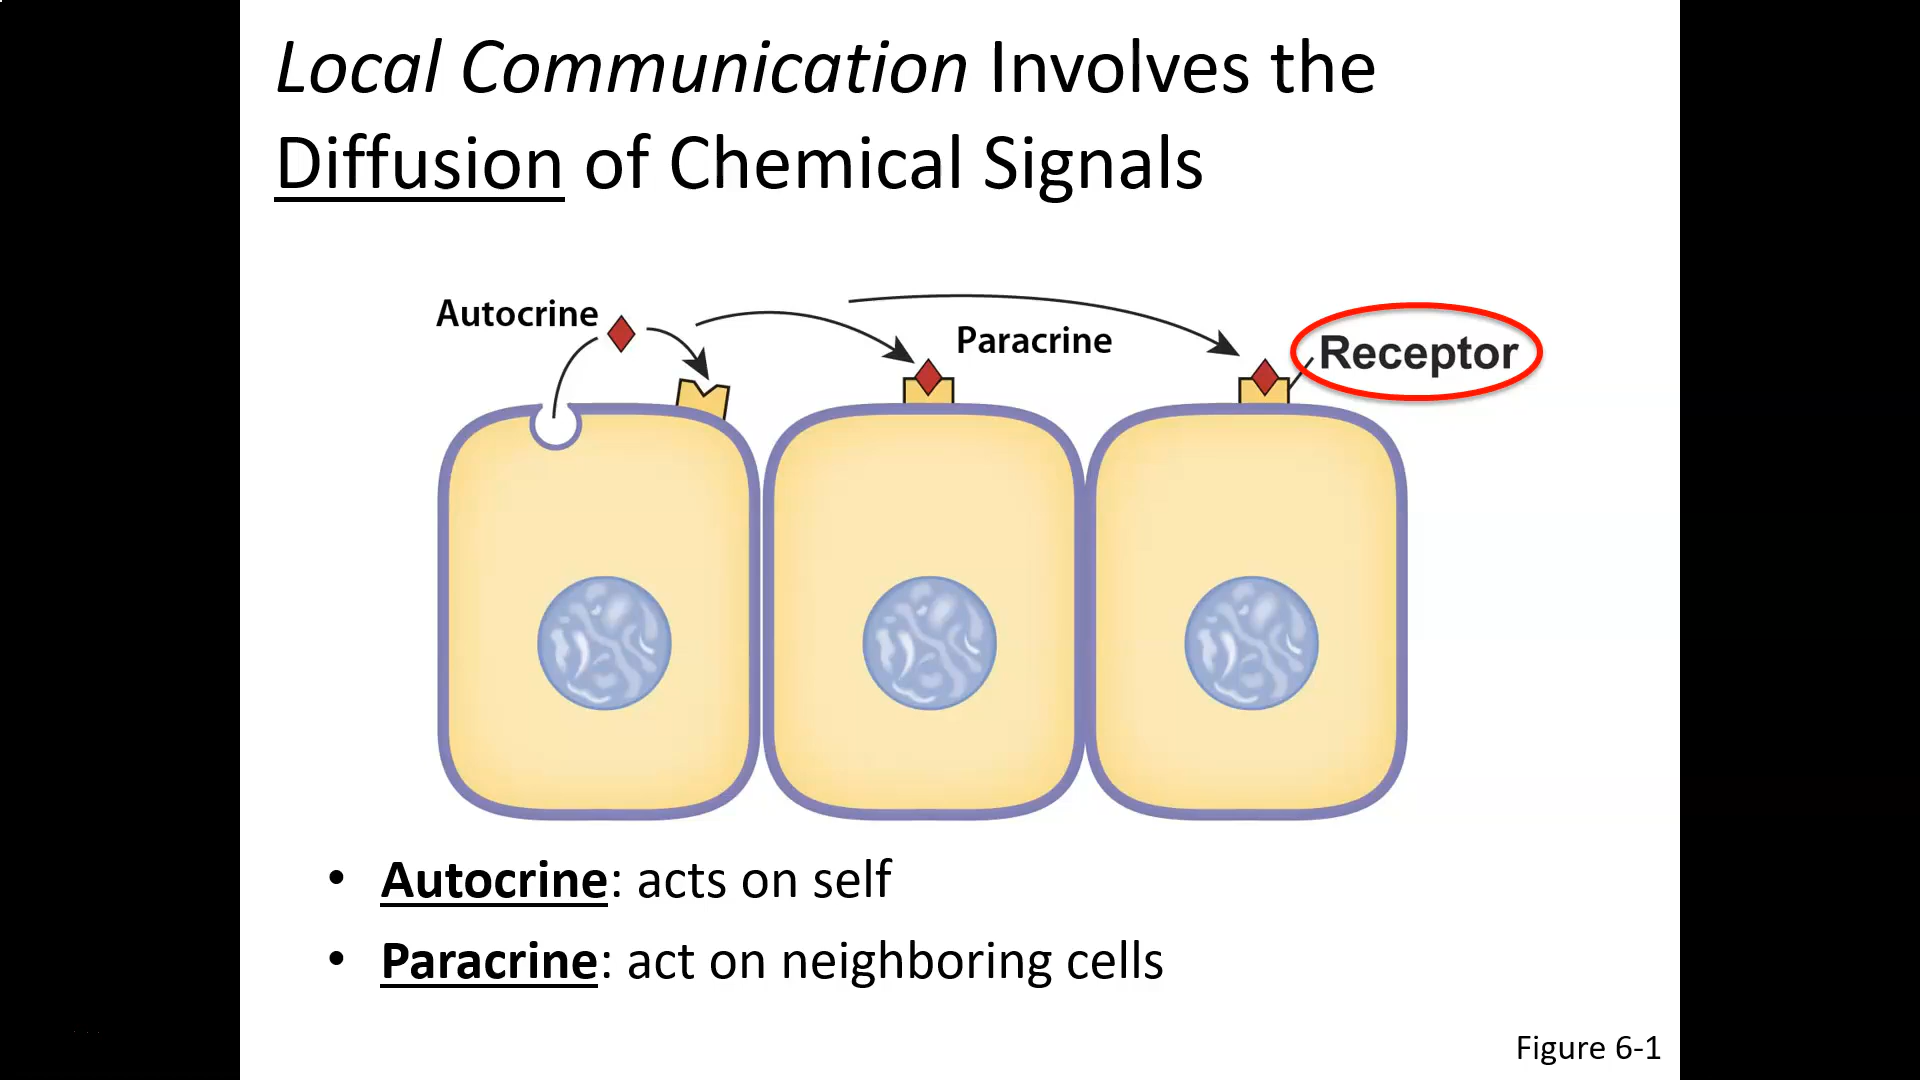 Local Communication Involves the
Diffusion of Chemical Signals
Autocrine
Paracrine
Receptor
• Autocrine: acts on self
• Paracrine: act on neighboring cells
Figure 6-1